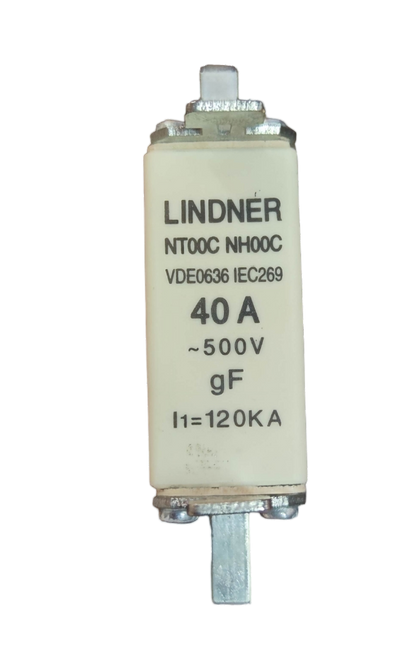 LINDNER
NT00C NH00C
VDE0636 IEC269
40 A
~500V
gF
I1=120KA